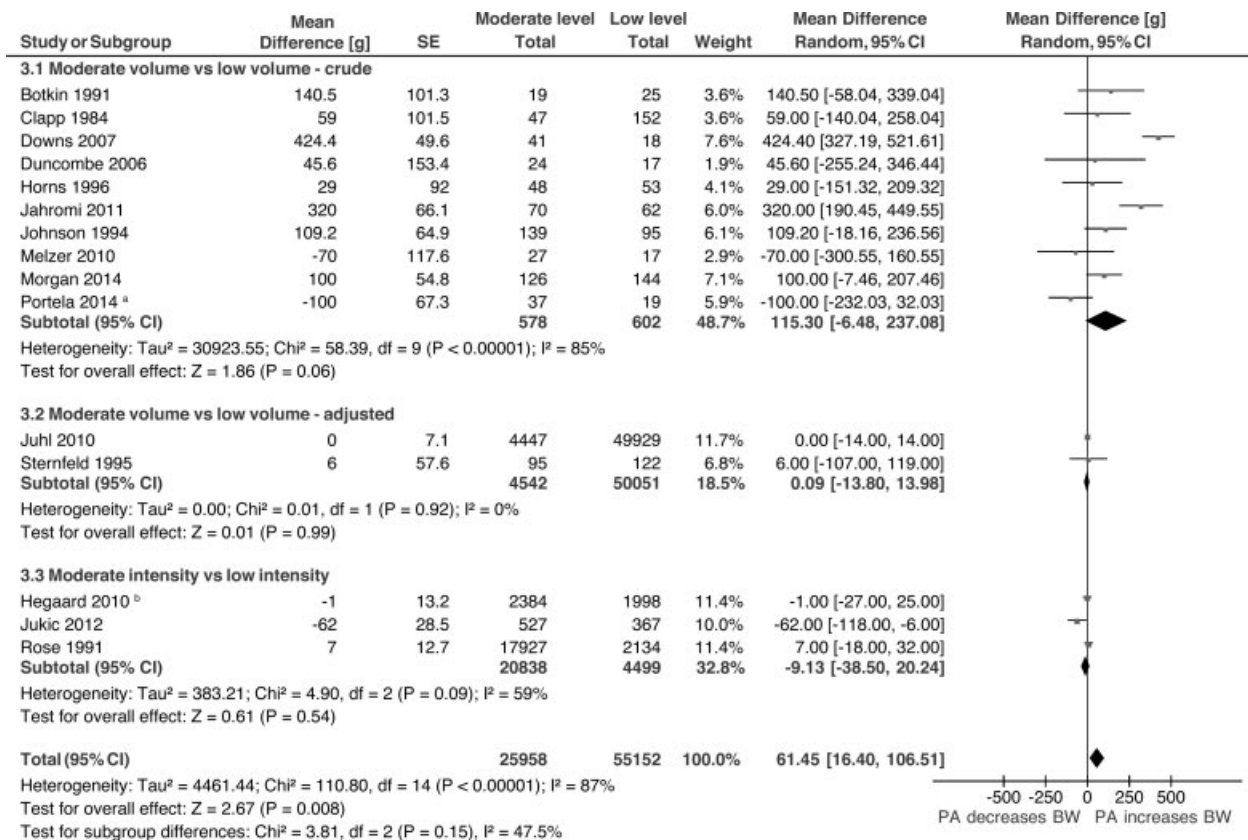 Study or Subgroup Mean Difference [g] SE Moderate level Total Low level Total Weight Mean Difference Random, 95% CI Mean Difference [g] Random, 95% CI
3.1 Moderate volume vs low volume - crude
Botkin 1991 140.5 101.3 19 25 3.6% 140.50 [-58.04, 339.04]
Clapp 1984 59 101.5 47 152 3.6% 59.00 [-140.04, 258.04]
Downs 2007 424.4 49.6 41 18 7.6% 424.40 [327.19, 521.61]
Duncombe 2006 45.6 153.4 24 17 1.9% 45.60 [-255.24, 346.44]
Horns 1996 29 92 48 53 4.1% 29.00 [-151.32, 209.32]
Jahromi 2011 320 66.1 70 62 6.0% 320.00 [190.45, 449.55]
Johnson 1994 109.2 64.9 139 95 6.1% 109.20 [-18.16, 236.56]
Melzer 2010 -70 117.6 27 17 2.9% -70.00 [-300.55, 160.55]
Morgan 2014 100 54.8 126 144 7.1% 100.00 [-7.46, 207.46]
Portela 2014 ᵃ -100 67.3 37 19 5.9% -100.00 [-232.03, 32.03]
Subtotal (95% CI) 578 602 48.7% 115.30 [-6.48, 237.08]
Heterogeneity: Tau² = 30923.55; Chi² = 58.39, df = 9 (P < 0.00001); I² = 85%
Test for overall effect: Z = 1.86 (P = 0.06)
3.2 Moderate volume vs low volume - adjusted
Juhl 2010 0 7.1 4447 49929 11.7% 0.00 [-14.00, 14.00]
Sternfeld 1995 6 57.6 95 122 6.8% 6.00 [-107.00, 119.00]
Subtotal (95% CI) 4542 50051 18.5% 0.09 [-13.80, 13.98]
Heterogeneity: Tau² = 0.00; Chi² = 0.01, df = 1 (P = 0.92); I² = 0%
Test for overall effect: Z = 0.01 (P = 0.99)
3.3 Moderate intensity vs low intensity
Hegaard 2010 ᵇ -1 13.2 2384 1998 11.4% -1.00 [-27.00, 25.00]
Jukic 2012 -62 28.5 527 367 10.0% -62.00 [-118.00, -6.00]
Rose 1991 7 12.7 17927 2134 11.4% 7.00 [-18.00, 32.00]
Subtotal (95% CI) 20838 4499 32.8% -9.13 [-38.50, 20.24]
Heterogeneity: Tau² = 383.21; Chi² = 4.90, df = 2 (P = 0.09); I² = 59%
Test for overall effect: Z = 0.61 (P = 0.54)
Total (95% CI) 25958 55152 100.0% 61.45 [16.40, 106.51]
Heterogeneity: Tau² = 4461.44; Chi² = 110.80, df = 14 (P < 0.00001); I² = 87%
Test for overall effect: Z = 2.67 (P = 0.008)
Test for subgroup differences: Chi² = 3.81, df = 2 (P = 0.15), I² = 47.5%
-500 -250 0 250 500
PA decreases BW PA increases BW